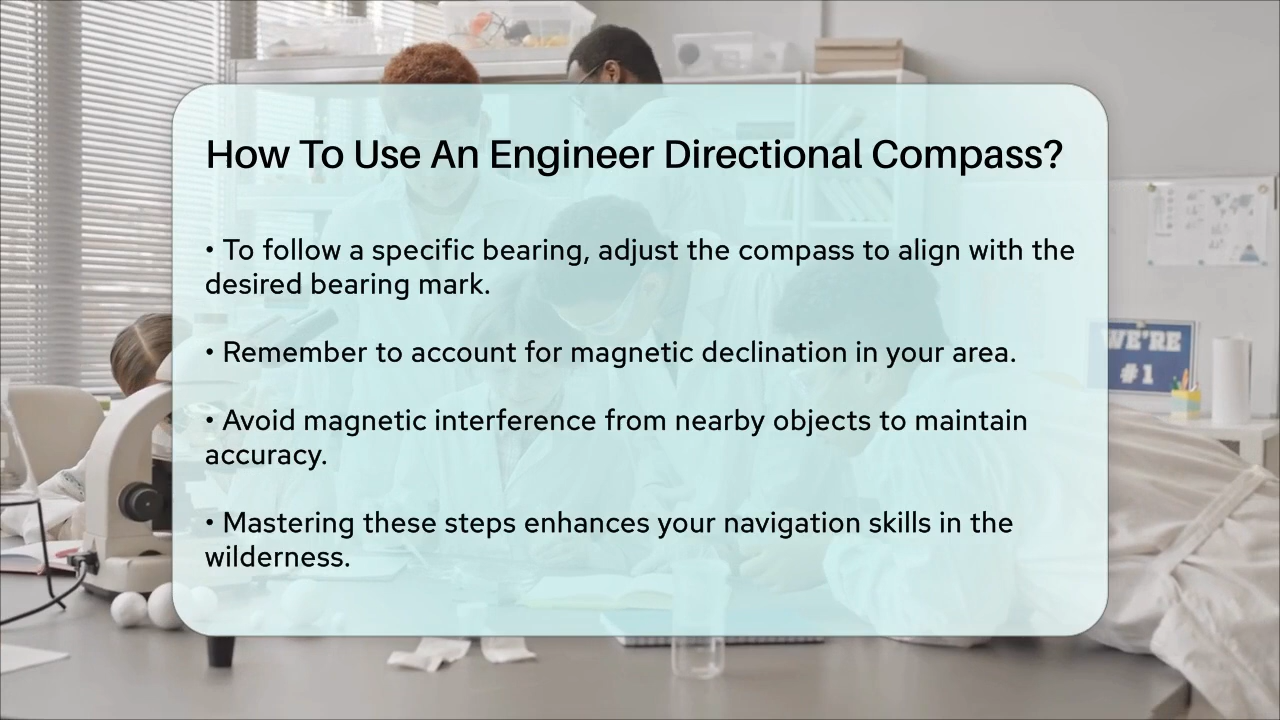 How To Use An Engineer Directional Compass?
• To follow a specific bearing, adjust the compass to align with the
desired bearing mark.
• Remember to account for magnetic declination in your area.
• Avoid magnetic interference from nearby objects to maintain
accuracy.
• Mastering these steps enhances your navigation skills in the
wilderness.
WE'RE
#1